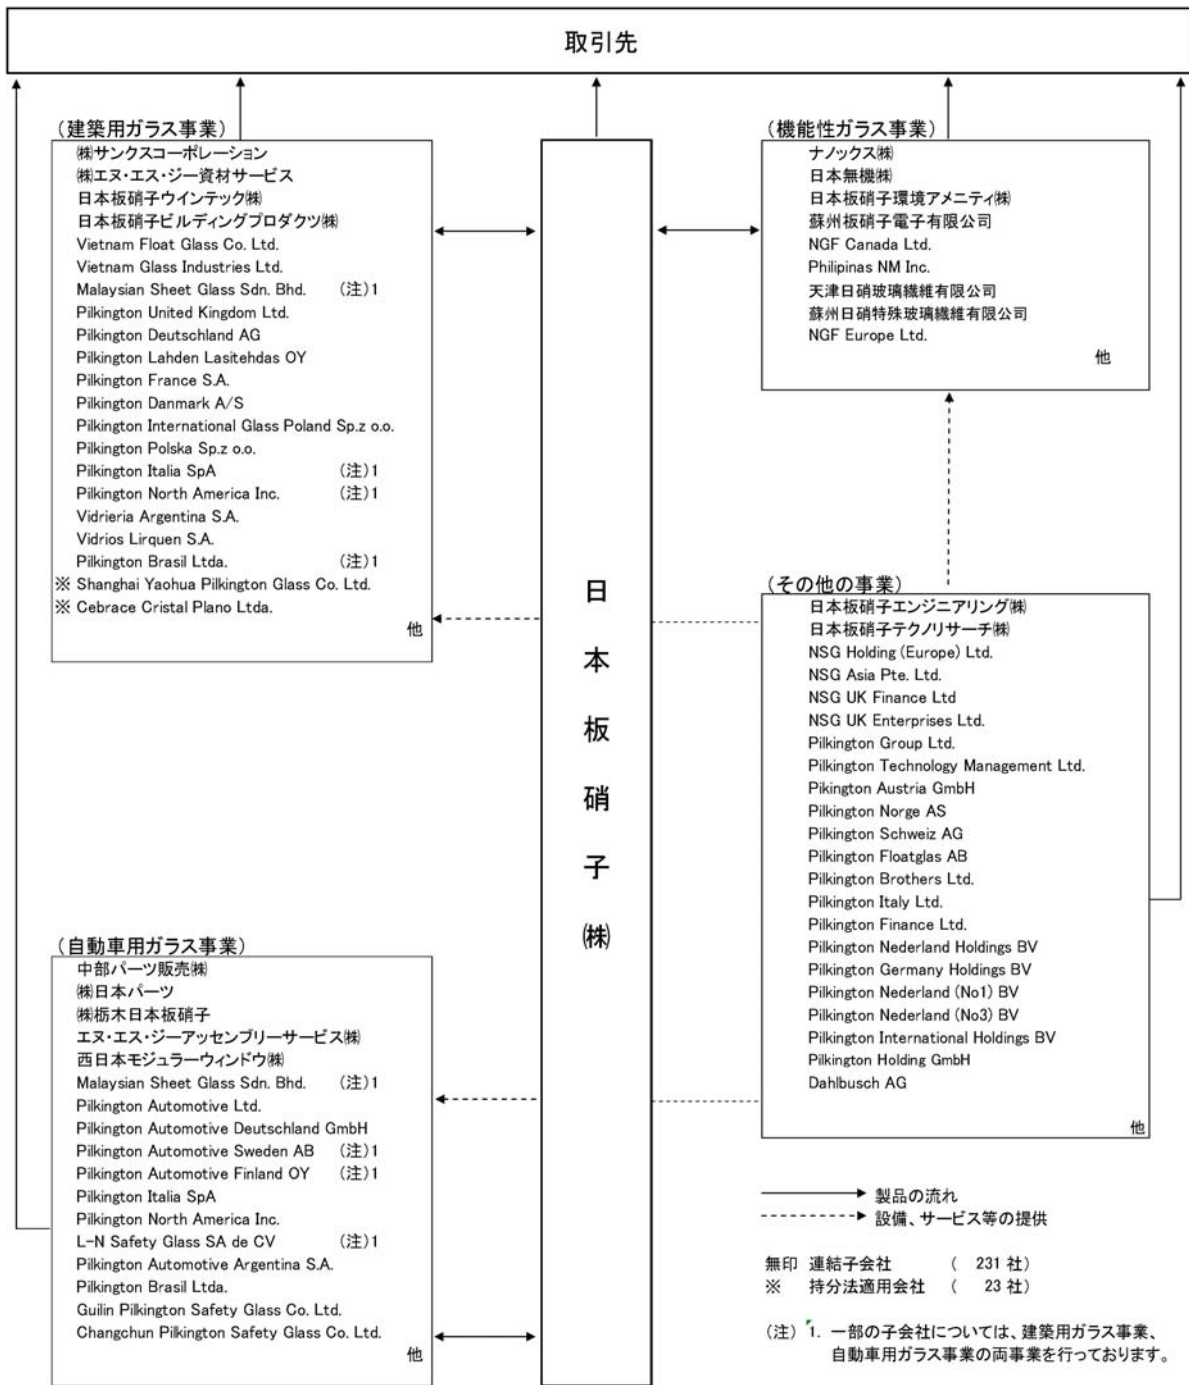 取引先
(建築用ガラス事業)
㈱サンクスコーポレーション
㈱エヌ・エス・ジー資材サービス
日本板硝子ウインテック㈱
日本板硝子ビルディングプロダクツ㈱
Vietnam Float Glass Co. Ltd.
Vietnam Glass Industries Ltd.
Malaysian Sheet Glass Sdn. Bhd. (注)1
Pilkington United Kingdom Ltd.
Pilkington Deutschland AG
Pilkington Lahden Lasitehdas OY
Pilkington France S.A.
Pilkington Danmark A/S
Pilkington International Glass Poland Sp.z o.o.
Pilkington Polska Sp.z o.o.
Pilkington Italia SpA (注)1
Pilkington North America Inc. (注)1
Vidrieria Argentina S.A.
Vidrios Lirquen S.A.
Pilkington Brasil Ltda. (注)1
※ Shanghai Yaohua Pilkington Glass Co. Ltd.
※ Cebrace Cristal Plano Ltda.
他
(自動車用ガラス事業)
中部パーツ販売㈱
㈱日本パーツ
㈱栃木日本板硝子
エヌ・エス・ジーアッセンブリーサービス㈱
西日本モジュラーウィンドウ㈱
Malaysian Sheet Glass Sdn. Bhd. (注)1
Pilkington Automotive Ltd.
Pilkington Automotive Deutschland GmbH
Pilkington Automotive Sweden AB (注)1
Pilkington Automotive Finland OY (注)1
Pilkington Italia SpA
Pilkington North America Inc.
L-N Safety Glass SA de CV (注)1
Pilkington Automotive Argentina S.A.
Pilkington Brasil Ltda.
Guilin Pilkington Safety Glass Co. Ltd.
Changchun Pilkington Safety Glass Co. Ltd.
他
日本板硝子㈱
(機能性ガラス事業)
ナノックス㈱
日本無機㈱
日本板硝子環境アメニティ㈱
蘇州板硝子電子有限公司
NGF Canada Ltd.
Philipinas NM Inc.
天津日硝玻璃繊維有限公司
蘇州日硝特殊玻璃繊維有限公司
NGF Europe Ltd.
他
(その他の事業)
日本板硝子エンジニアリング㈱
日本板硝子テクノリサーチ㈱
NSG Holding (Europe) Ltd.
NSG Asia Pte. Ltd.
NSG UK Finance Ltd
NSG UK Enterprises Ltd.
Pilkington Group Ltd.
Pilkington Technology Management Ltd.
Pikington Austria GmbH
Pilkington Norge AS
Pilkington Schweiz AG
Pilkington Floatglas AB
Pilkington Brothers Ltd.
Pilkington Italy Ltd.
Pilkington Finance Ltd.
Pilkington Nederland Holdings BV
Pilkington Germany Holdings BV
Pilkington Nederland (No1) BV
Pilkington Nederland (No3) BV
Pilkington International Holdings BV
Pilkington Holding GmbH
Dahlbusch AG
他
製品の流れ
設備、サービス等の提供
無印 連結子会社 ( 231 社)
※ 持分法適用会社 ( 23 社)
(注) 1. 一部の子会社については、建築用ガラス事業、
自動車用ガラス事業の両事業を行っております。